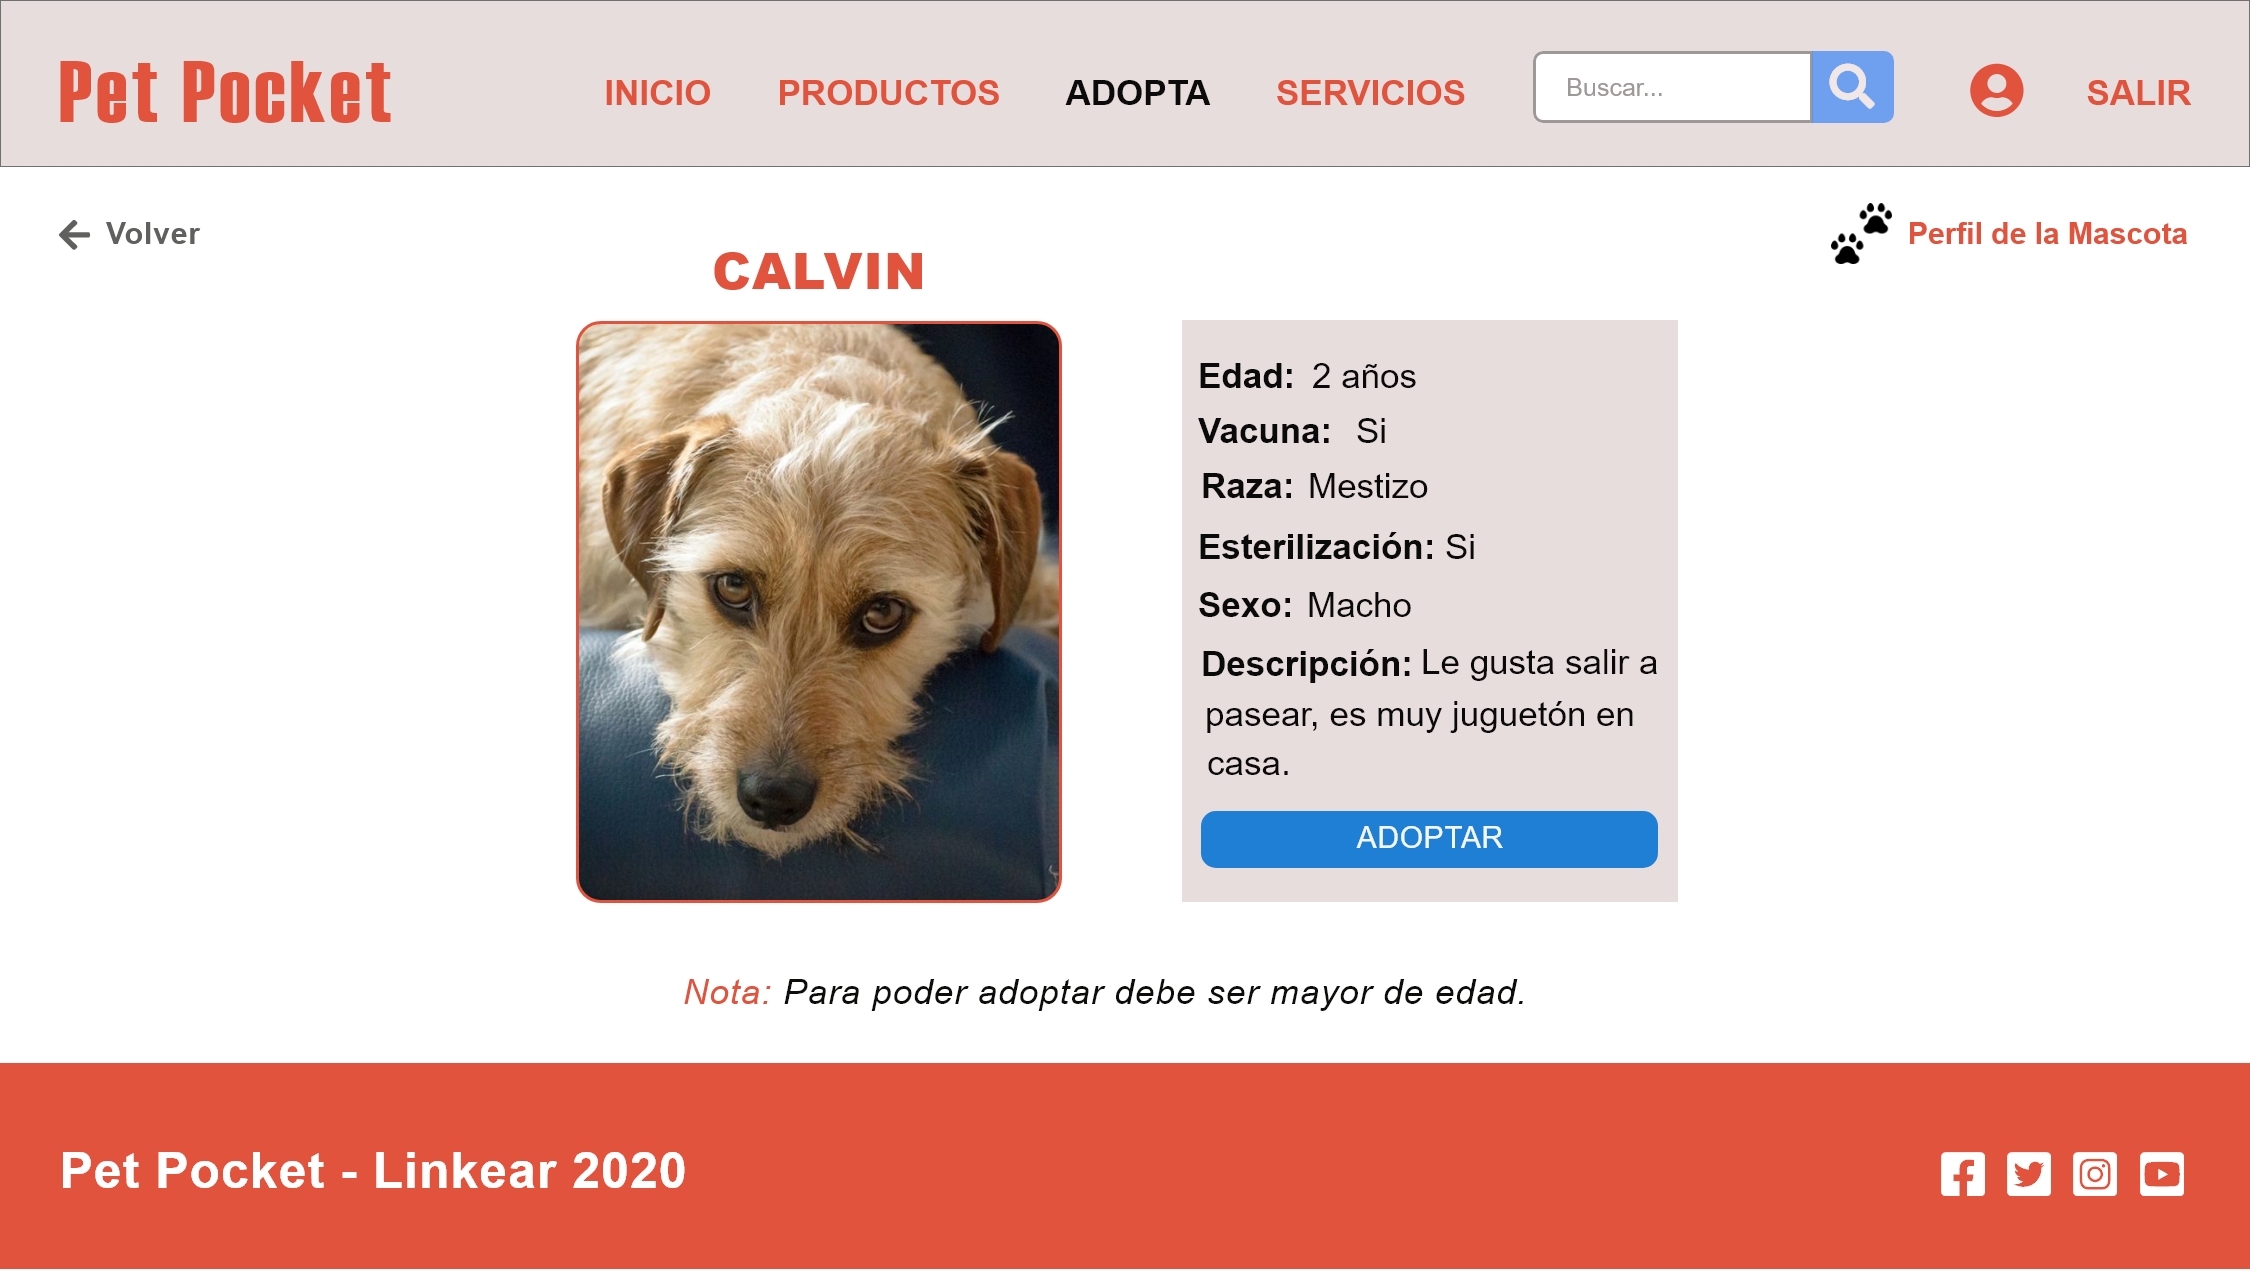 Pet Pocket
INICIO PRODUCTOS ADOPTA SERVICIOS Buscar... SALIR
Volver
Perfil de la Mascota
CALVIN
Edad: 2 años
Vacuna: Si
Raza: Mestizo
Esterilización: Si
Sexo: Macho
Descripción: Le gusta salir a
pasear, es muy juguetón en
casa.
ADOPTAR
Nota: Para poder adoptar debe ser mayor de edad.
Pet Pocket - Linkear 2020